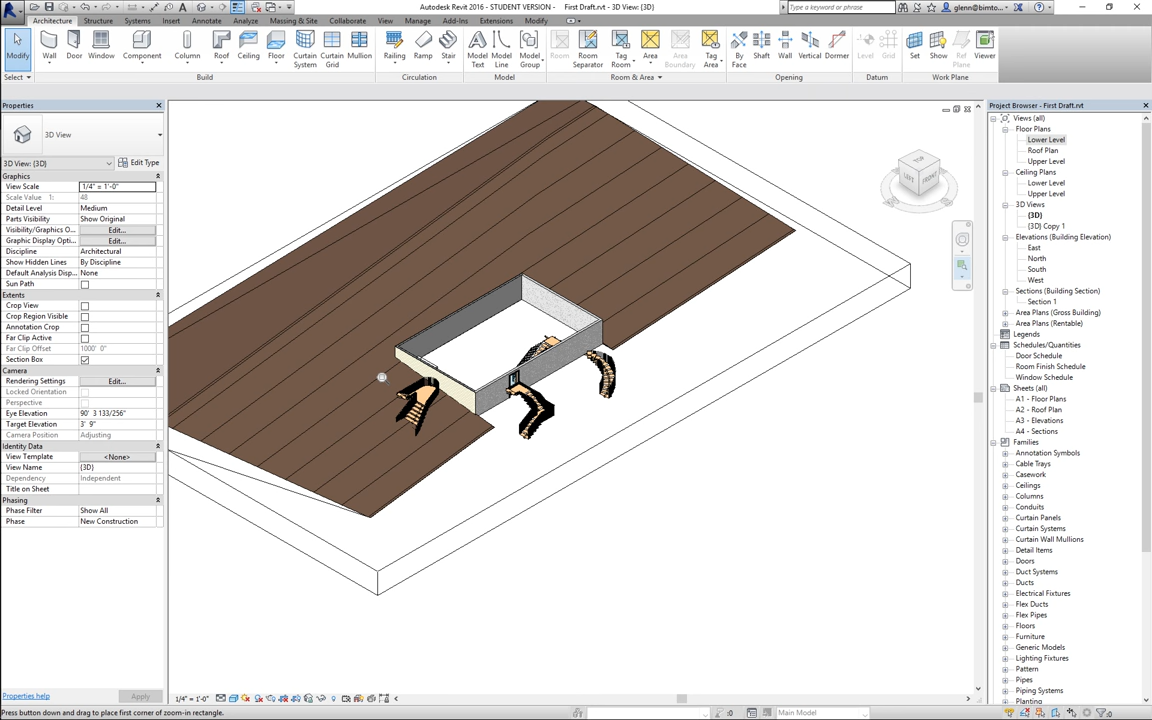 Autodesk Revit 2016 - STUDENT VERSION - First Draft.rvt - 3D View: {3D}
Type a keyword or phrase
glenn@bimto...
Architecture Structure Systems Insert Annotate Analyze Massing & Site Collaborate View Manage Add-Ins Extensions Modify
Modify Wall Door Window Component Column Roof Ceiling Floor Curtain System Curtain Grid Mullion Railing Ramp Stair Model Text Model Line Model Group Room Room Separator Tag Room Area Area Boundary Tag Area By Face Shaft Wall Vertical Dormer Level Grid Set Show Ref Plane Viewer
Select Build Circulation Model Room & Area Opening Datum Work Plane
Properties
3D View
3D View: {3D} Edit Type
Graphics
View Scale 1/4" = 1'-0"
Scale Value 1: 48
Detail Level Medium
Parts Visibility Show Original
Visibility/Graphics O... Edit...
Graphic Display Opti... Edit...
Discipline Architectural
Show Hidden Lines By Discipline
Default Analysis Disp... None
Sun Path
Extents
Crop View
Crop Region Visible
Annotation Crop
Far Clip Active
Far Clip Offset 1000' 0"
Section Box
Camera
Rendering Settings Edit...
Locked Orientation
Perspective
Eye Elevation 90' 3 133/256"
Target Elevation 3' 9"
Camera Position Adjusting
Identity Data
View Template <None>
View Name {3D}
Dependency Independent
Title on Sheet
Phasing
Phase Filter Show All
Phase New Construction
Properties help Apply
TOP
LEFT FRONT
Project Browser - First Draft.rvt
Views (all)
Floor Plans
Lower Level
Roof Plan
Upper Level
Ceiling Plans
Lower Level
Upper Level
3D Views
{3D}
{3D} Copy 1
Elevations (Building Elevation)
East
North
South
West
Sections (Building Section)
Section 1
Area Plans (Gross Building)
Area Plans (Rentable)
Legends
Schedules/Quantities
Door Schedule
Room Finish Schedule
Window Schedule
Sheets (all)
A1 - Floor Plans
A2 - Roof Plan
A3 - Elevations
A4 - Sections
Families
Annotation Symbols
Cable Trays
Casework
Ceilings
Columns
Conduits
Curtain Panels
Curtain Systems
Curtain Wall Mullions
Detail Items
Doors
Duct Systems
Ducts
Electrical Fixtures
Flex Ducts
Flex Pipes
Floors
Furniture
Generic Models
Lighting Fixtures
Pattern
Pipes
Piping Systems
Planting
1/4" = 1'-0"
Press button down and drag to place first corner of zoom-in rectangle.
:0 Main Model :0